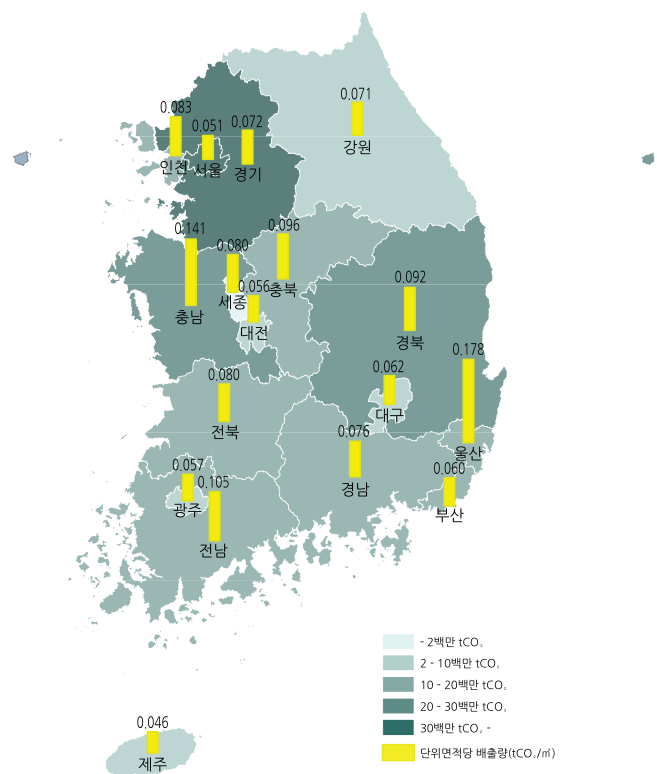 0.071
강원
0.083
인천
0.051
서울
0.072
경기
0.141
충남
0.080
세종
0.096
충북
0.056
대전
0.092
경북
0.178
울산
0.062
대구
0.080
전북
0.076
경남
0.060
부산
0.057
광주
0.105
전남
0.046
제주
- 2백만 tCO₂
2 - 10백만 tCO₂
10 - 20백만 tCO₂
20 - 30백만 tCO₂
30백만 tCO₂ -
단위면적당 배출량(tCO₂/㎡)